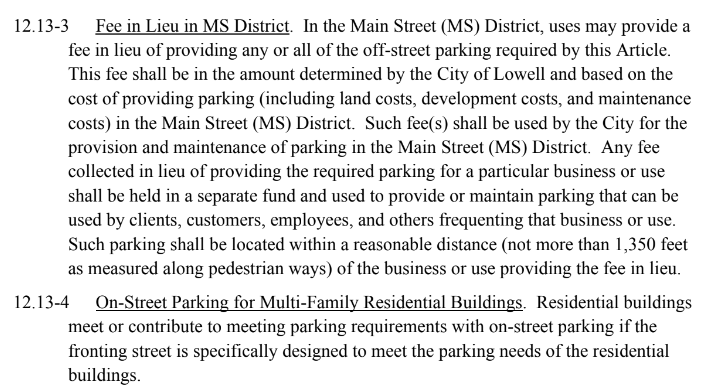 12.13-3 Fee in Lieu in MS District. In the Main Street (MS) District, uses may provide a
fee in lieu of providing any or all of the off-street parking required by this Article.
This fee shall be in the amount determined by the City of Lowell and based on the
cost of providing parking (including land costs, development costs, and maintenance
costs) in the Main Street (MS) District. Such fee(s) shall be used by the City for the
provision and maintenance of parking in the Main Street (MS) District. Any fee
collected in lieu of providing the required parking for a particular business or use
shall be held in a separate fund and used to provide or maintain parking that can be
used by clients, customers, employees, and others frequenting that business or use.
Such parking shall be located within a reasonable distance (not more than 1,350 feet
as measured along pedestrian ways) of the business or use providing the fee in lieu.
12.13-4 On-Street Parking for Multi-Family Residential Buildings. Residential buildings
meet or contribute to meeting parking requirements with on-street parking if the
fronting street is specifically designed to meet the parking needs of the residential
buildings.